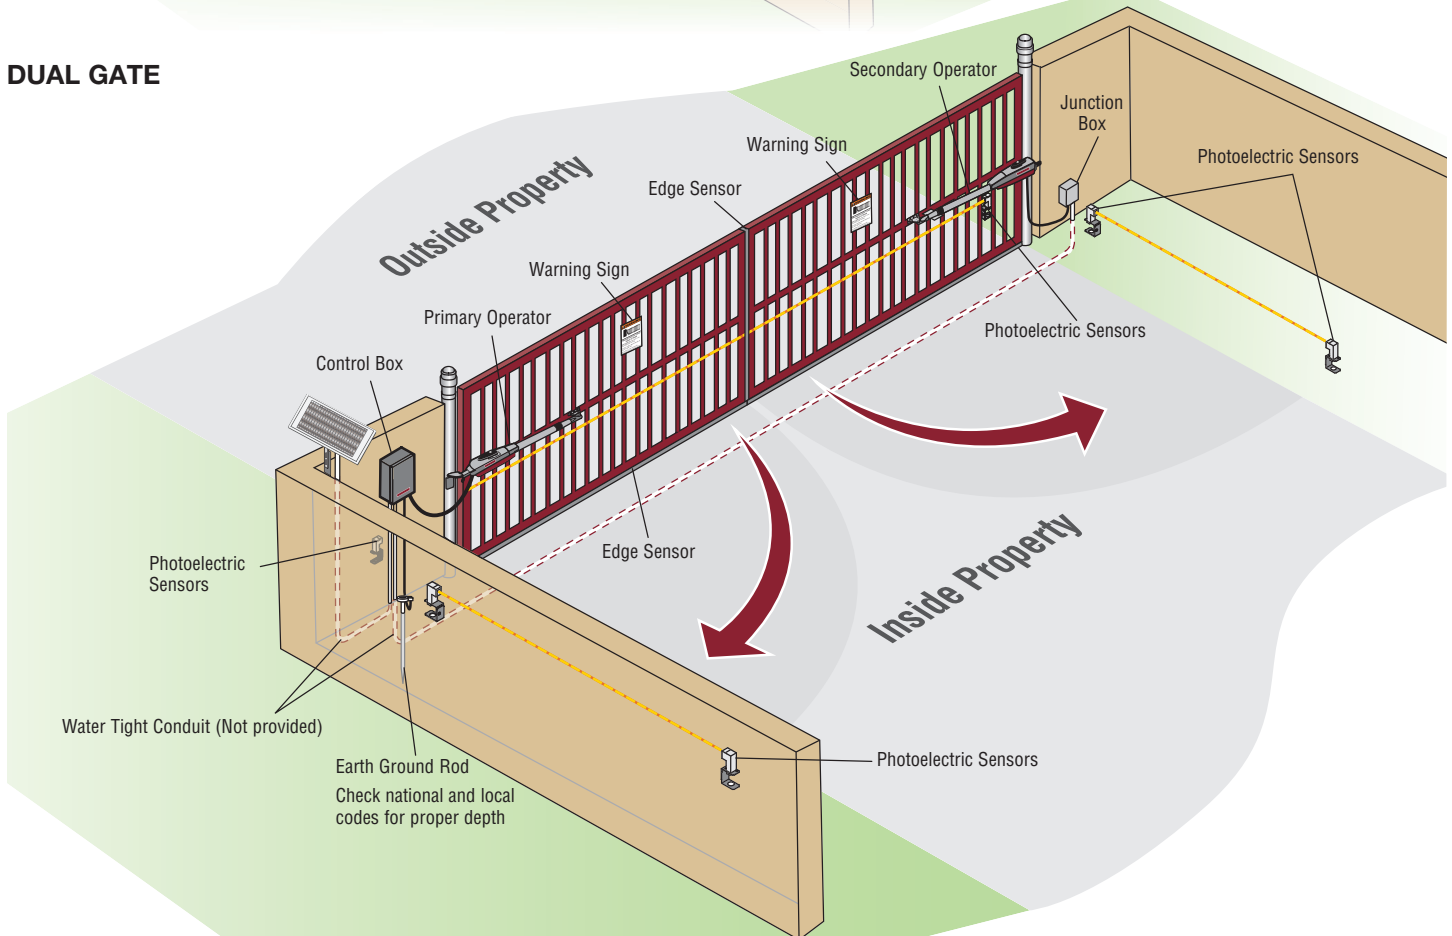 DUAL GATE
Secondary Operator
Junction
Box
Warning Sign
Photoelectric Sensors
Edge Sensor
Outside Property
Warning Sign
Primary Operator
Photoelectric Sensors
Control Box
Edge Sensor
Photoelectric
Sensors
Inside Property
Water Tight Conduit (Not provided)
Earth Ground Rod
Check national and local
codes for proper depth
Photoelectric Sensors